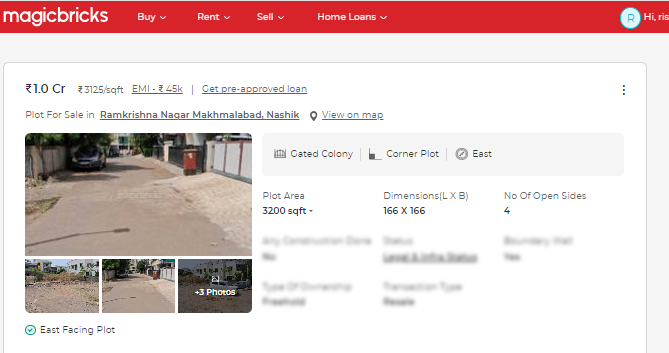 magicbricks Buy Rent Sell Home Loans R Hi, ris
₹1.0 Cr ₹3125/sqft EMI - ₹ 45k | Get pre-approved loan
Plot For Sale in Ramkrishna Nagar Makhmalabad, Nashik View on map
Gated Colony Corner Plot East
Plot Area Dimensions(L X B) No Of Open Sides
3200 sqft 166 X 166 4
Any Construction Done Status Boundary Wall
No Legal & Infra Status Yes
Type Of Ownership Transaction Type
Freehold Resale
+3 Photos
East Facing Plot